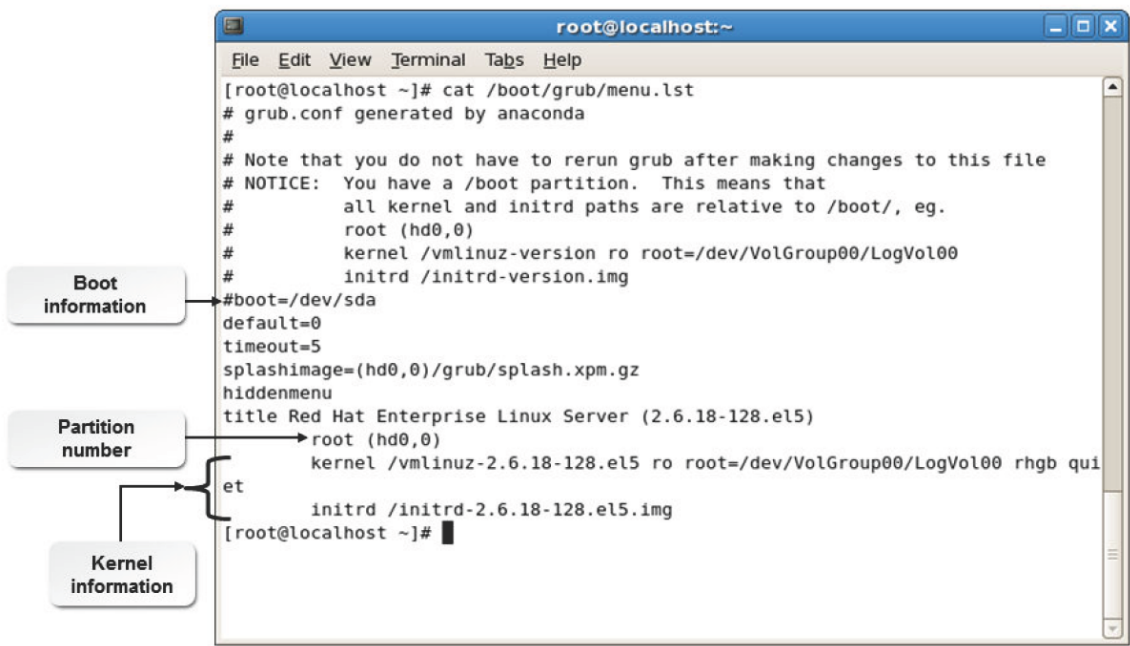 root@localhost:~
File Edit View Terminal Tabs Help
[root@localhost ~]# cat /boot/grub/menu.lst
# grub.conf generated by anaconda
#
# Note that you do not have to rerun grub after making changes to this file
# NOTICE:  You have a /boot partition.  This means that
#          all kernel and initrd paths are relative to /boot/, eg.
#          root (hd0,0)
#          kernel /vmlinuz-version ro root=/dev/VolGroup00/LogVol00
#          initrd /initrd-version.img
Boot
information
#boot=/dev/sda
default=0
timeout=5
splashimage=(hd0,0)/grub/splash.xpm.gz
hiddenmenu
title Red Hat Enterprise Linux Server (2.6.18-128.el5)
Partition
number
        root (hd0,0)
        kernel /vmlinuz-2.6.18-128.el5 ro root=/dev/VolGroup00/LogVol00 rhgb qui
et
        initrd /initrd-2.6.18-128.el5.img
[root@localhost ~]#
Kernel
information